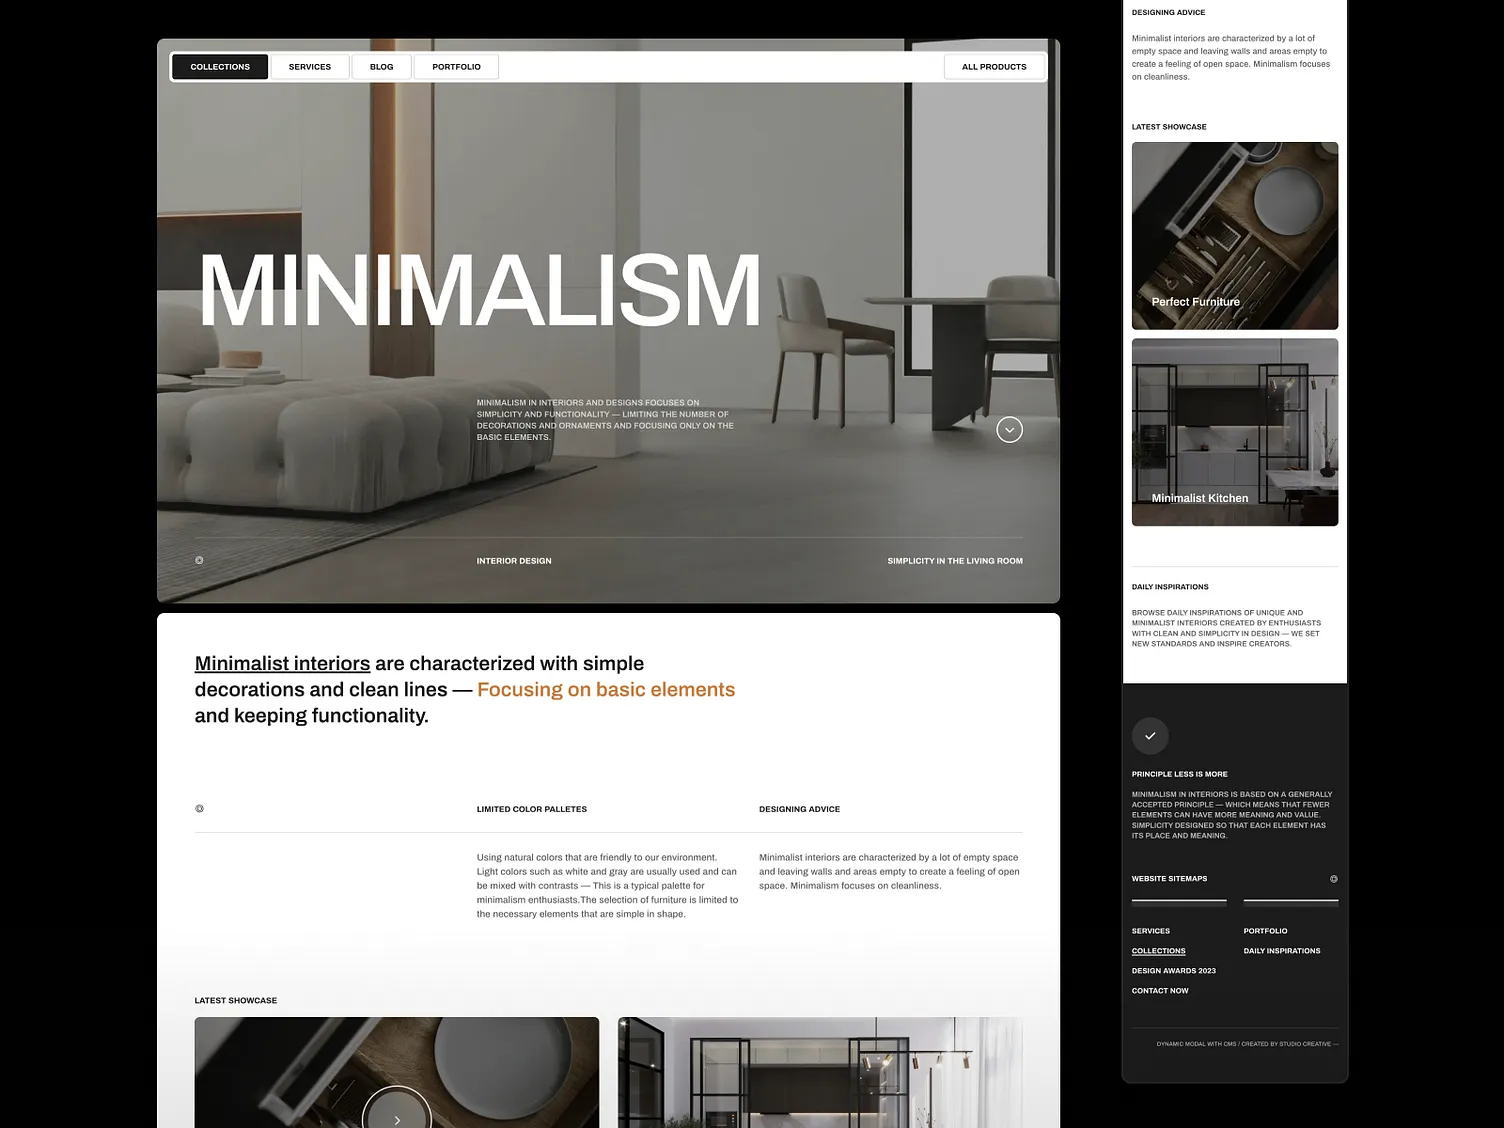 COLLECTIONS
SERVICES
BLOG
PORTFOLIO
ALL PRODUCTS
MINIMALISM
MINIMALISM IN INTERIORS AND DESIGNS FOCUSES ON
SIMPLICITY AND FUNCTIONALITY — LIMITING THE NUMBER OF
DECORATIONS AND ORNAMENTS AND FOCUSING ONLY ON THE
BASIC ELEMENTS.
INTERIOR DESIGN
SIMPLICITY IN THE LIVING ROOM
Minimalist interiors are characterized with simple
decorations and clean lines — Focusing on basic elements
and keeping functionality.
LIMITED COLOR PALLETES
Using natural colors that are friendly to our environment.
Light colors such as white and gray are usually used and can
be mixed with contrasts — This is a typical palette for
minimalism enthusiasts.The selection of furniture is limited to
the necessary elements that are simple in shape.
DESIGNING ADVICE
Minimalist interiors are characterized by a lot of empty space
and leaving walls and areas empty to create a feeling of open
space. Minimalism focuses on cleanliness.
LATEST SHOWCASE
DESIGNING ADVICE
Minimalist interiors are characterized by a lot of
empty space and leaving walls and areas empty to
create a feeling of open space. Minimalism focuses
on cleanliness.
LATEST SHOWCASE
Perfect Furniture
Minimalist Kitchen
DAILY INSPIRATIONS
BROWSE DAILY INSPIRATIONS OF UNIQUE AND
MINIMALIST INTERIORS CREATED BY ENTHUSIASTS
WITH CLEAN AND SIMPLICITY IN DESIGN — WE SET
NEW STANDARDS AND INSPIRE CREATORS.
PRINCIPLE LESS IS MORE
MINIMALISM IN INTERIORS IS BASED ON A GENERALLY
ACCEPTED PRINCIPLE — WHICH MEANS THAT FEWER
ELEMENTS CAN HAVE MORE MEANING AND VALUE.
SIMPLICITY DESIGNED SO THAT EACH ELEMENT HAS
ITS PLACE AND MEANING.
WEBSITE SITEMAPS
SERVICES
COLLECTIONS
DESIGN AWARDS 2023
CONTACT NOW
PORTFOLIO
DAILY INSPIRATIONS
DYNAMIC MODAL WITH CMS / CREATED BY STUDIO CREATIVE —